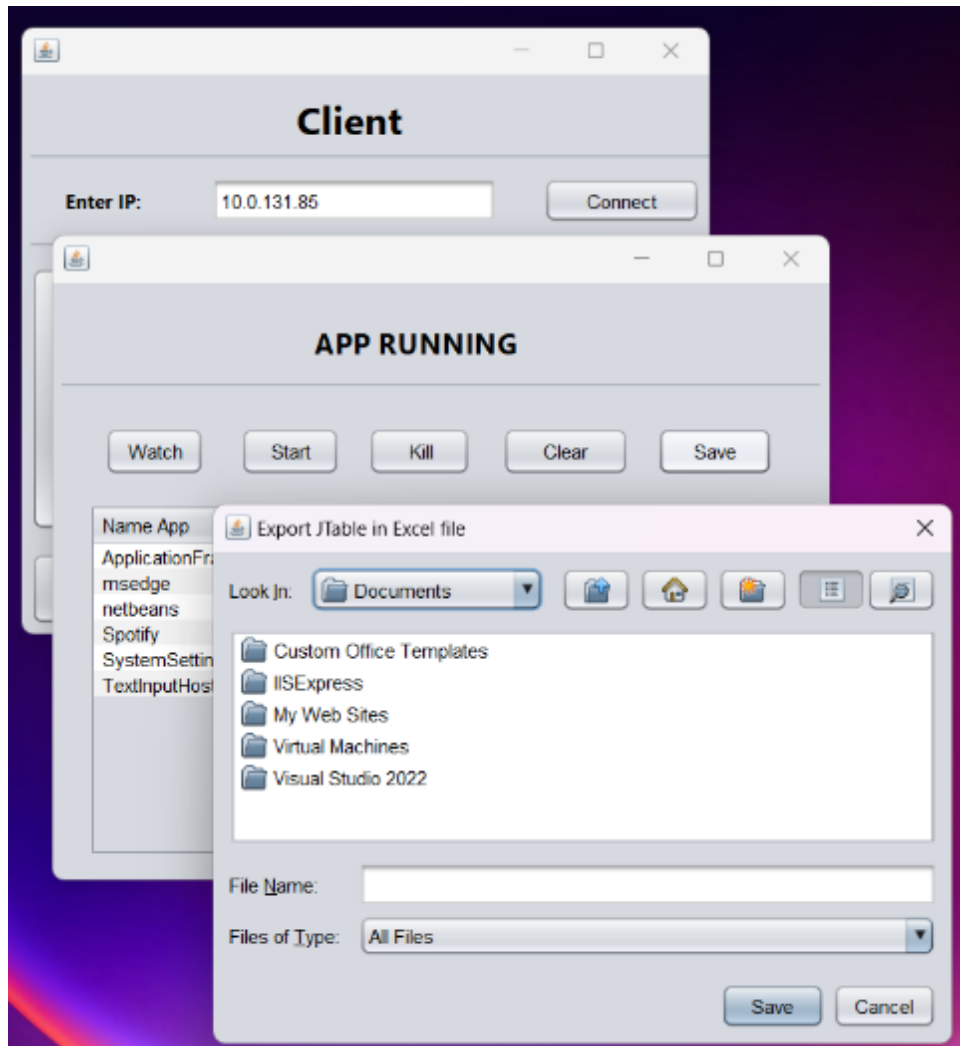 Client
Enter IP: 10.0.131.85 Connect
APP RUNNING
Watch Start Kill Clear Save
Name App
ApplicationFra
msedge
netbeans
Spotify
SystemSettin
TextInputHost
Export JTable in Excel file
Look In: Documents
Custom Office Templates
IISExpress
My Web Sites
Virtual Machines
Visual Studio 2022
File Name:
Files of Type: All Files
Save Cancel